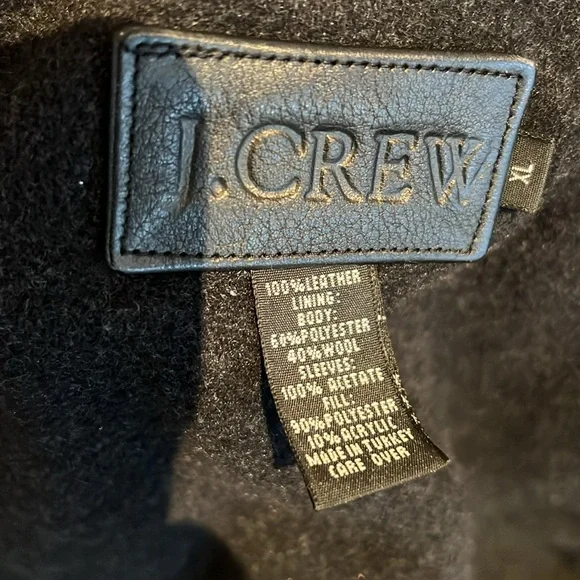 J.CREW
XL
100%LEATHER
LINING:
BODY:
60%POLYESTER
40%WOOL
SLEEVES:
100% ACETATE
FILL:
90%POLYESTER
10% ACRYLIC
MADE IN TURKEY
CARE OVER